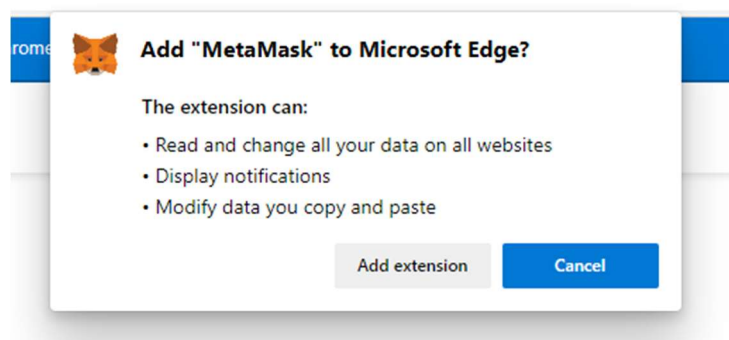 rome
Add "MetaMask" to Microsoft Edge?
The extension can:
• Read and change all your data on all websites
• Display notifications
• Modify data you copy and paste
Add extension
Cancel